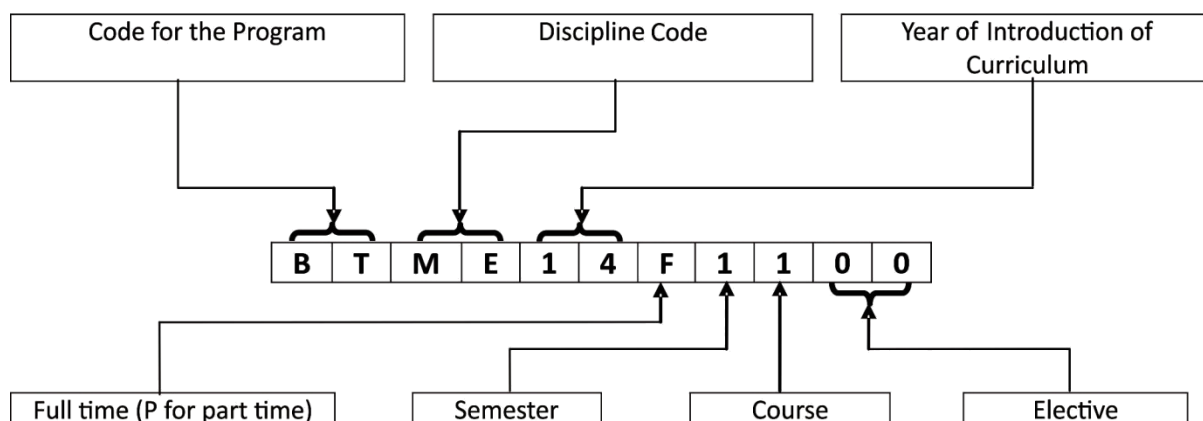 Code for the Program
Discipline Code
Year of Introduction of
Curriculum
B T M E 1 4 F 1 1 0 0
Full time (P for part time)
Semester
Course
Elective